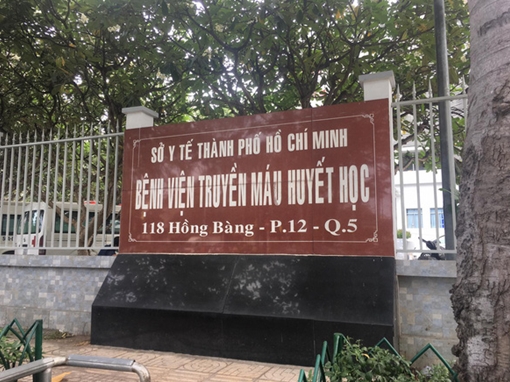 SỞ Y TẾ THÀNH PHỐ HỒ CHÍ MINH
BỆNH VIỆN TRUYỀN MÁU HUYẾT HỌC
118 Hồng Bàng - P.12 - Q.5